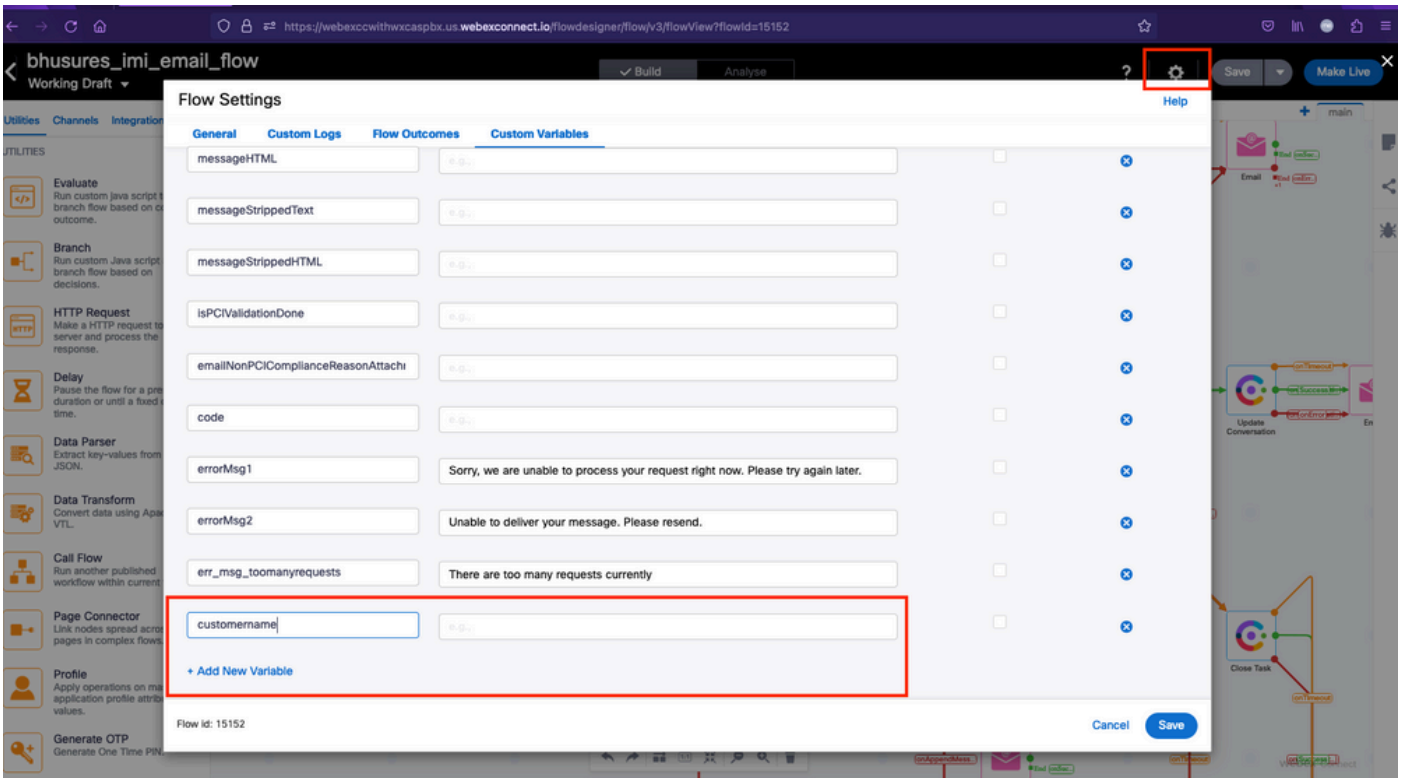 https://webexccwithwxcaspbx.us.webexconnect.io/flowdesigner/flow/v3/flowView?flowId=15152
bhusures_imi_email_flow
Working Draft
Build
Analyse
?
Save
Make Live
Utilities
Channels
Integration
UTILITIES
Evaluate
Run custom java script t
branch flow based on co
outcome.
Branch
Run custom Java script
branch flow based on
decisions.
HTTP Request
Make a HTTP request to
server and process the
response.
Delay
Pause the flow for a pre
duration or until a fixed
time.
Data Parser
Extract key-values from
JSON.
Data Transform
Convert data using Apa
VTL.
Call Flow
Run another published
workflow within current
Page Connector
Link nodes spread acro
pages in complex flows.
Profile
Apply operations on ma
application profile attrib
values.
Generate OTP
Generate One Time PIN.
Flow Settings
Help
General
Custom Logs
Flow Outcomes
Custom Variables
messageHTML
e.g.,
messageStrippedText
e.g.,
messageStrippedHTML
e.g.,
isPCIValidationDone
e.g.,
emailNonPCIComplianceReasonAttach
e.g.,
code
e.g.,
errorMsg1
Sorry, we are unable to process your request right now. Please try again later.
errorMsg2
Unable to deliver your message. Please resend.
err_msg_toomanyrequests
There are too many requests currently
customername
e.g.,
+ Add New Variable
Flow id: 15152
Cancel
Save
+ main
Email
onTimeout
Update
Conversation
Close Task
onTimeout
onAppendMess..
onTimeout